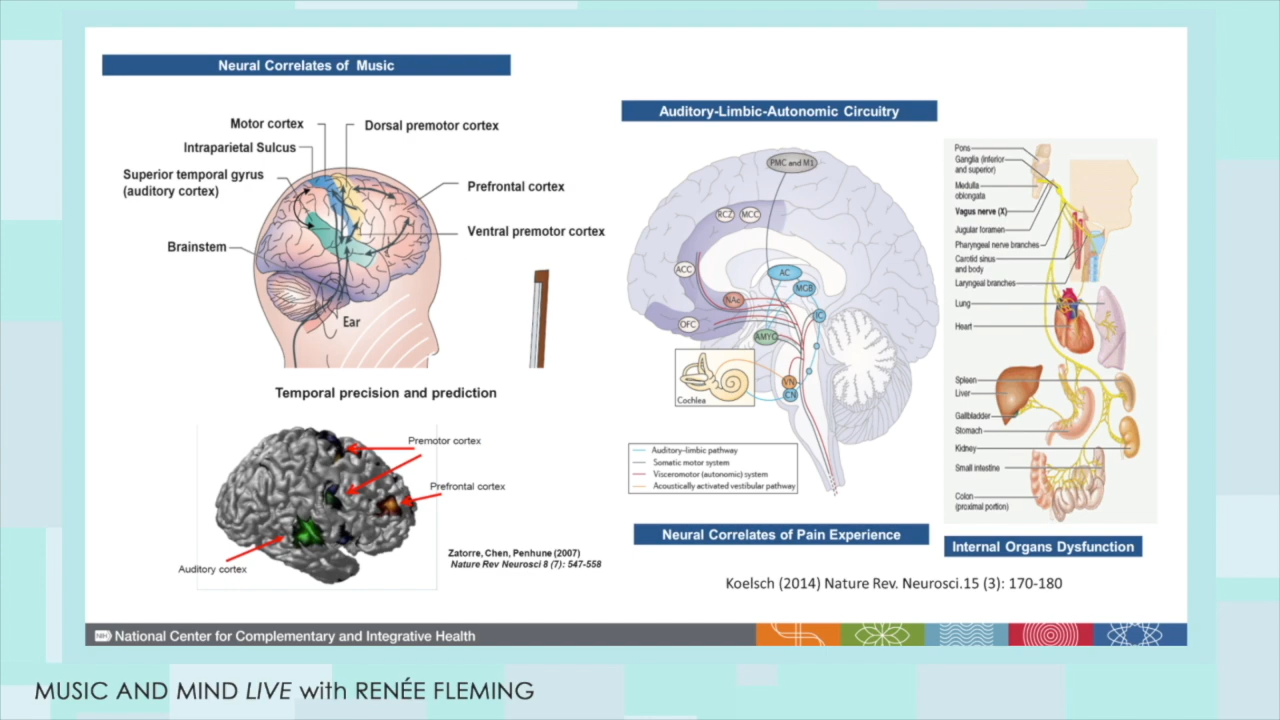 Neural Correlates of Music
Motor cortex
Dorsal premotor cortex
Intraparietal Sulcus
Superior temporal gyrus
(auditory cortex)
Prefrontal cortex
Ventral premotor cortex
Brainstem
Ear
Temporal precision and prediction
Premotor cortex
Prefrontal cortex
Auditory cortex
Zatorre, Chen, Penhune (2007)
Nature Rev Neurosci 8 (7): 547-558
Auditory-Limbic-Autonomic Circuitry
PMC and M1
RCZ
MCC
ACC
AC
MGB
NAc
IC
OFC
AMYG
VN
CN
Cochlea
Auditory–limbic pathway
Somatic motor system
Visceromotor (autonomic) system
Acoustically activated vestibular pathway
Neural Correlates of Pain Experience
Pons
Ganglia (inferior
and superior)
Medulla
oblongata
Vagus nerve (X)
Jugular foramen
Pharyngeal nerve branches
Carotid sinus
and body
Laryngeal branches
Lung
Heart
Spleen
Liver
Gallbladder
Stomach
Kidney
Small intestine
Colon
(proximal portion)
Internal Organs Dysfunction
Koelsch (2014) Nature Rev. Neurosci.15 (3): 170-180
NIH National Center for Complementary and Integrative Health
MUSIC AND MIND LIVE with RENÉE FLEMING